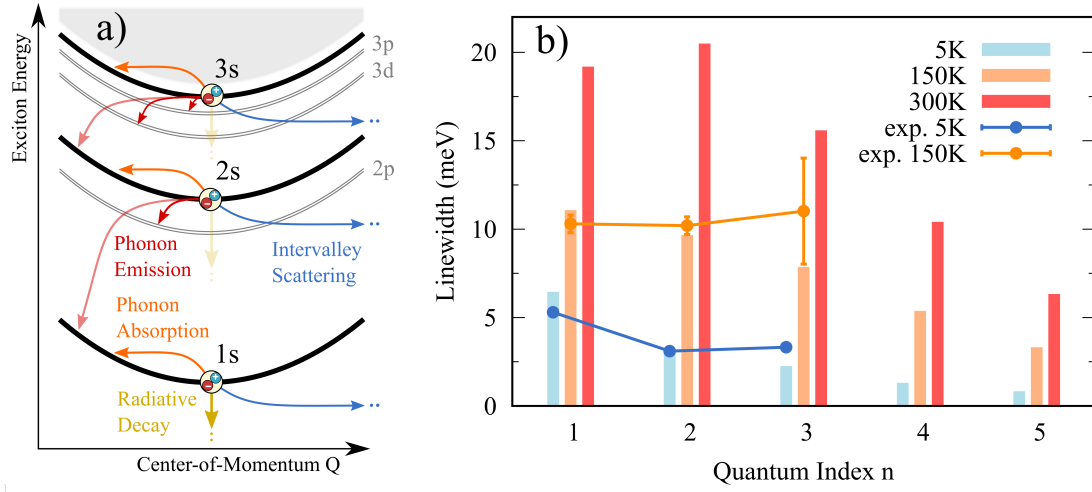 a)
Exciton Energy
3s
3p
3d
2s
2p
Phonon
Emission
Intervalley
Scattering
Phonon
Absorption
1s
Radiative
Decay
Center-of-Momentum Q
b)
5K
150K
300K
exp. 5K
exp. 150K
Linewidth (meV)
20
15
10
5
0
1 2 3 4 5
Quantum Index n